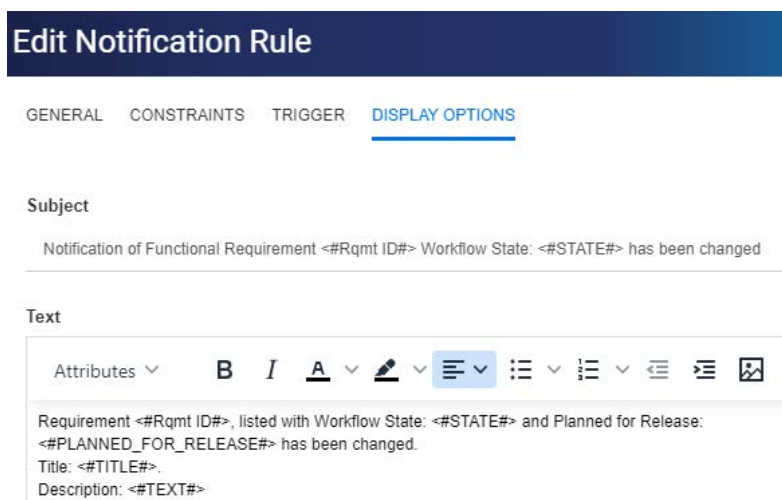 Edit Notification Rule
GENERAL CONSTRAINTS TRIGGER DISPLAY OPTIONS
Subject
Notification of Functional Requirement <#Rqmt ID#> Workflow State: <#STATE#> has been changed
Text
Attributes B I A
Requirement <#Rqmt ID#>, listed with Workflow State: <#STATE#> and Planned for Release:
<#PLANNED_FOR_RELEASE#> has been changed.
Title: <#TITLE#>.
Description: <#TEXT#>